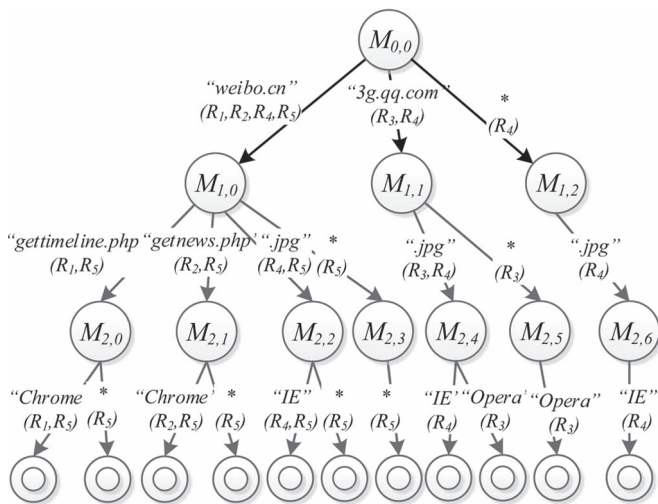 M0,0
“weibo.cn” “3g.qq.com” *
(R1,R2,R4,R5) (R3,R4) (R4)
M1,0 M1,1 M1,2
“gettimeline.php “getnews.php’ “.jpg” * “.jpg” * “.jpg”
(R1,R5) (R2,R5) (R4,R5) (R5) (R3,R4) (R3) (R4)
M2,0 M2,1 M2,2 M2,3 M2,4 M2,5 M2,6
“Chrome * “Chrome’ * “IE” * * “IE’ “Opera’ “Opera” “IE”
(R1,R5) (R5) (R2,R5) (R5) (R4,R5) (R5) (R5) (R4) (R3) (R3) (R4)